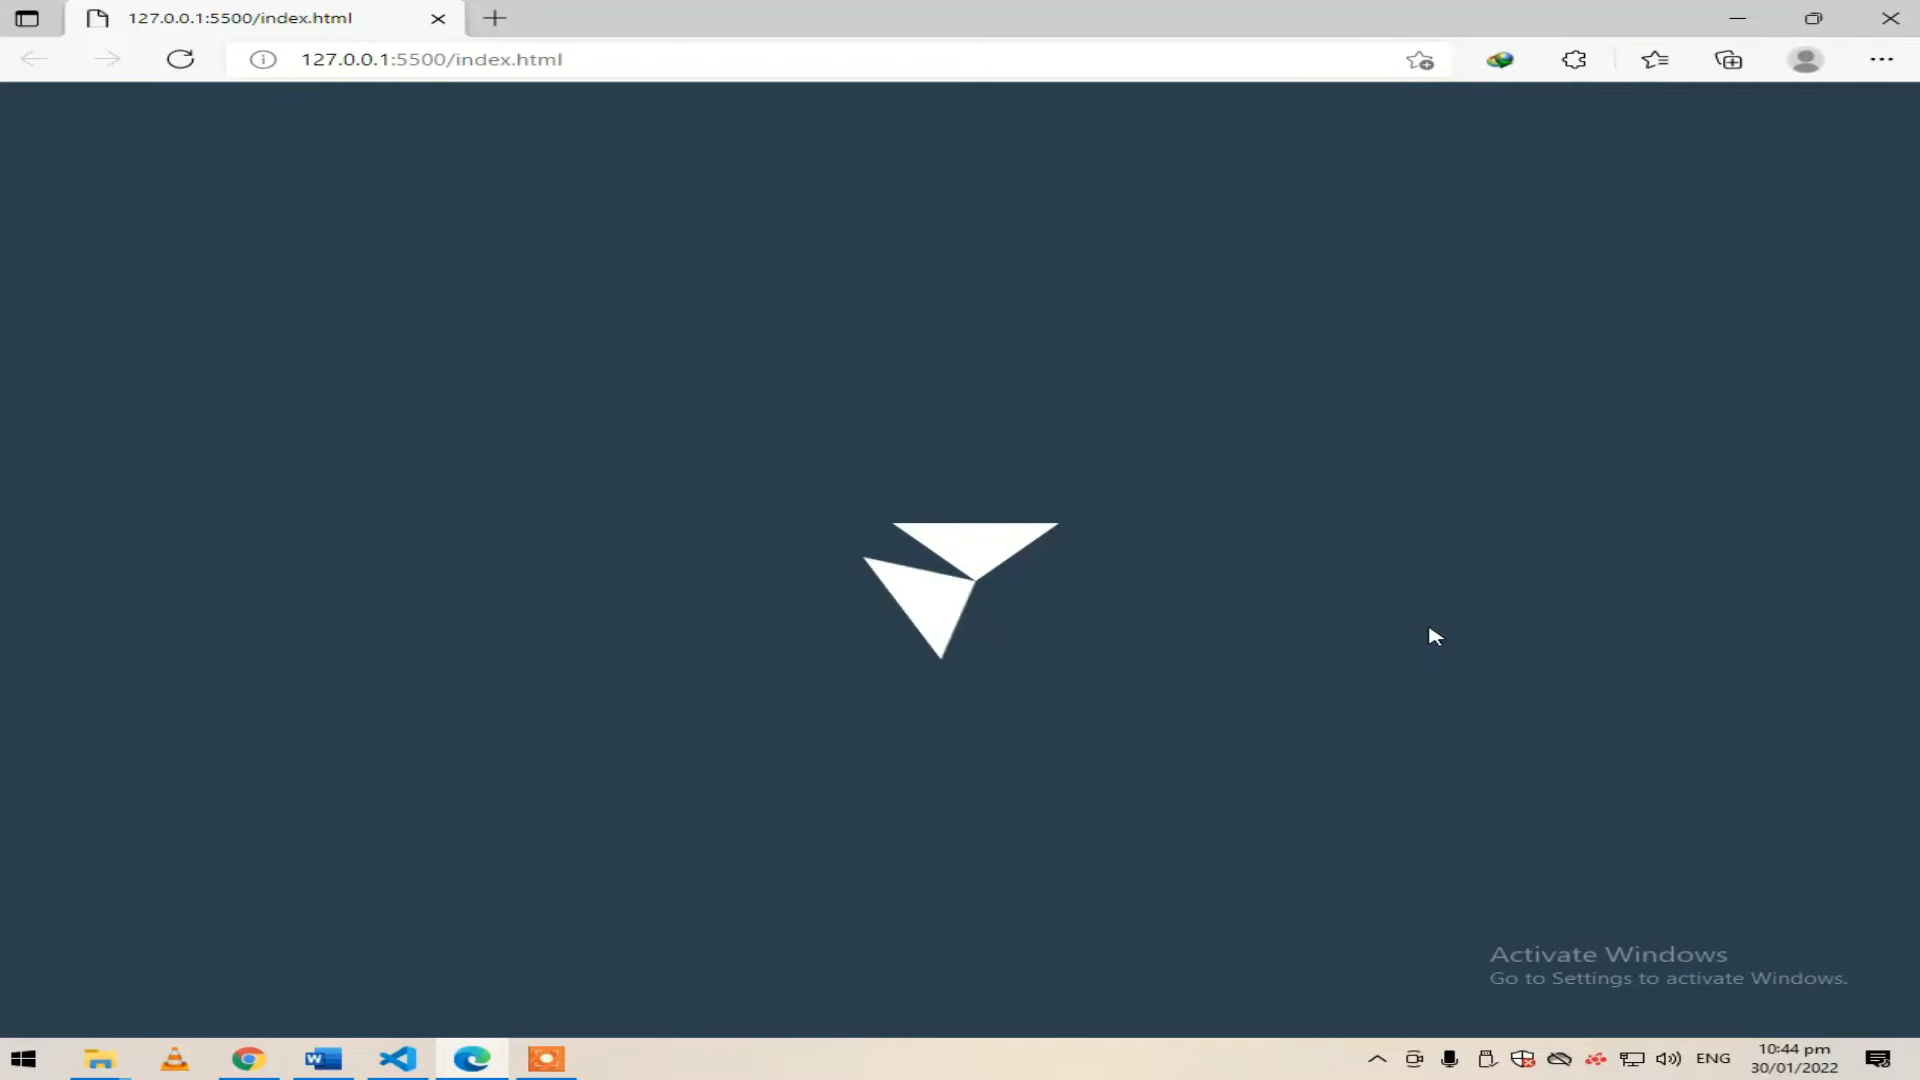 127.0.0.1:5500/index.html
127.0.0.1:5500/index.html
Activate Windows
Go to Settings to activate Windows.
ENG
10:44 pm
30/01/2022